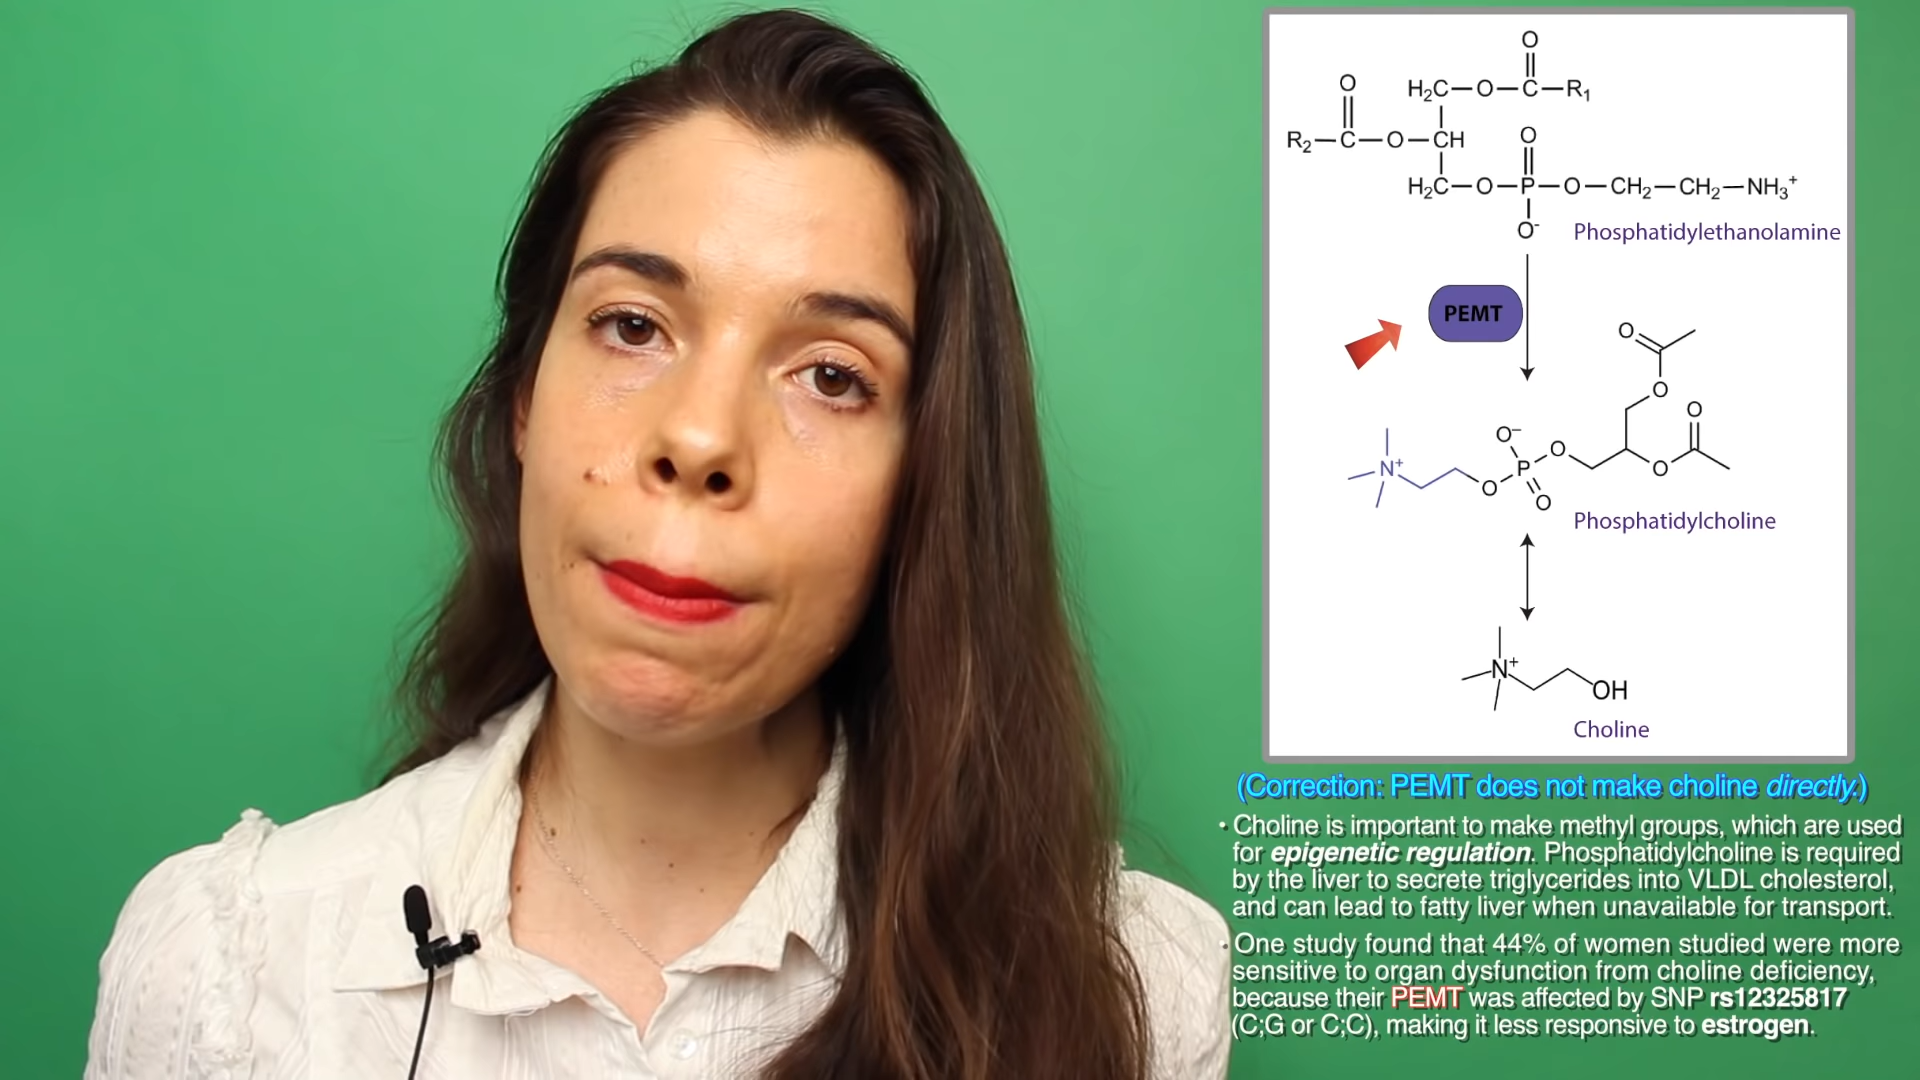 O
O
H₂C—O—C—R₁
O
R₂—C—O—CH
H₂C—O—P—O—CH₂—CH₂—NH₃⁺
O⁻
Phosphatidylethanolamine
PEMT
O
O
O⁻
O
O
N⁺
P
O
O
O
Phosphatidylcholine
N⁺
OH
Choline
(Correction: PEMT does not make choline directly.)
• Choline is important to make methyl groups, which are used
for epigenetic regulation. Phosphatidylcholine is required
by the liver to secrete triglycerides into VLDL cholesterol,
and can lead to fatty liver when unavailable for transport.
• One study found that 44% of women studied were more
sensitive to organ dysfunction from choline deficiency,
because their PEMT was affected by SNP rs12325817
(C;G or C;C), making it less responsive to estrogen.